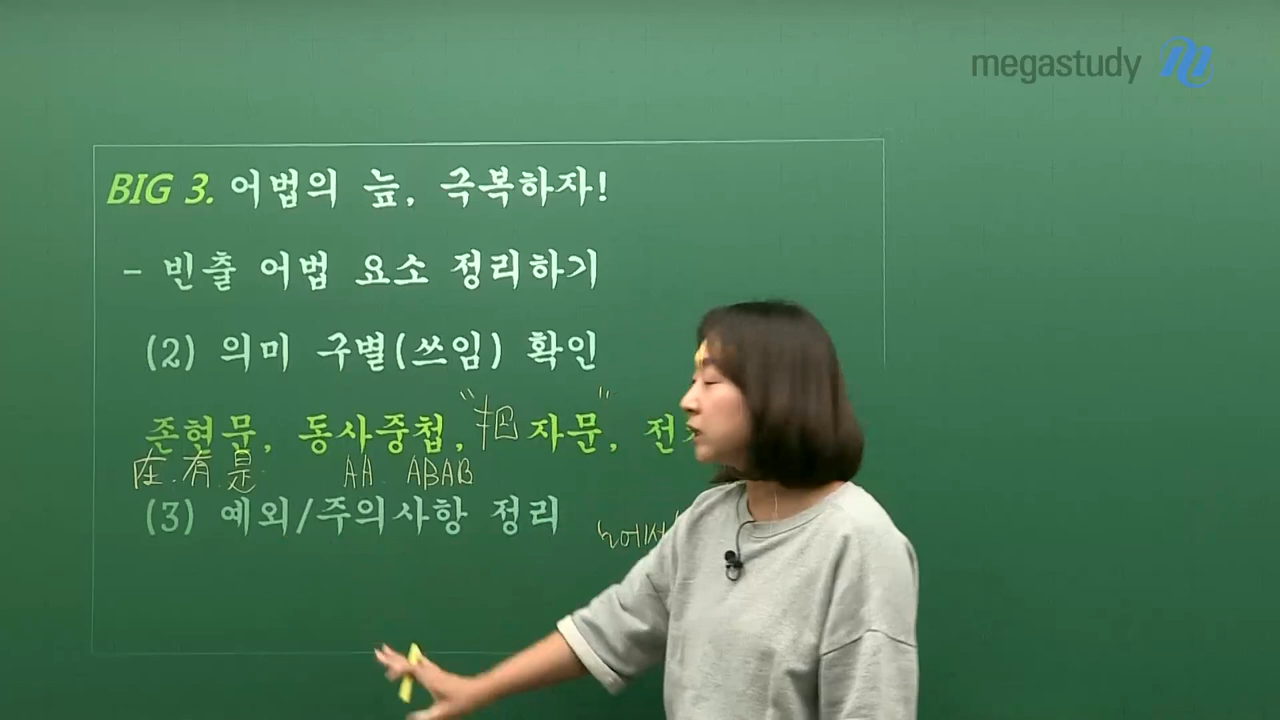 megastudy
BIG 3. 어법의 늪, 극복하자!
- 빈출 어법 요소 정리하기
(2) 의미 구별(쓰임) 확인
존현문, 동사중첩, "把자문", 전
在.有.是 AA ABAB
(3) 예외/주의사항 정리